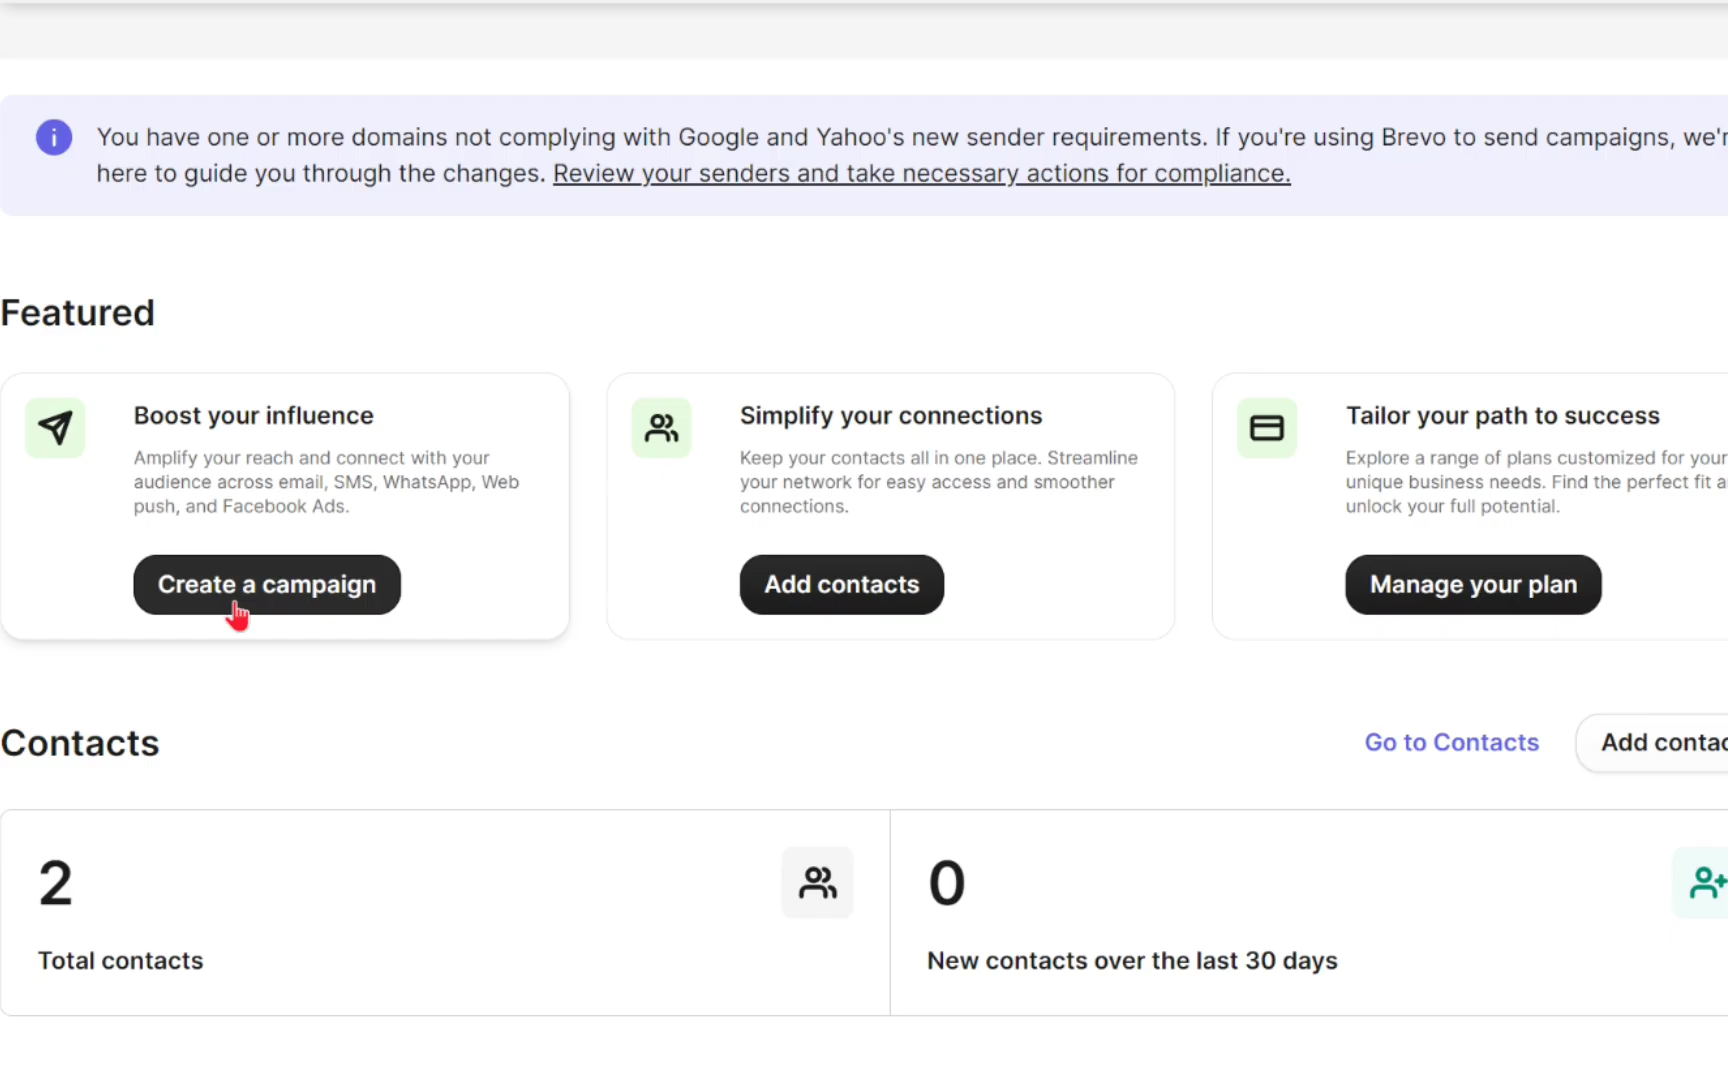 You have one or more domains not complying with Google and Yahoo's new sender requirements. If you're using Brevo to send campaigns, we'r
here to guide you through the changes. Review your senders and take necessary actions for compliance.
Featured
Boost your influence
Amplify your reach and connect with your
audience across email, SMS, WhatsApp, Web
push, and Facebook Ads.
Create a campaign
Simplify your connections
Keep your contacts all in one place. Streamline
your network for easy access and smoother
connections.
Add contacts
Tailor your path to success
Explore a range of plans customized for your
unique business needs. Find the perfect fit a
unlock your full potential.
Manage your plan
Contacts
Go to Contacts
Add contac
2
Total contacts
0
New contacts over the last 30 days